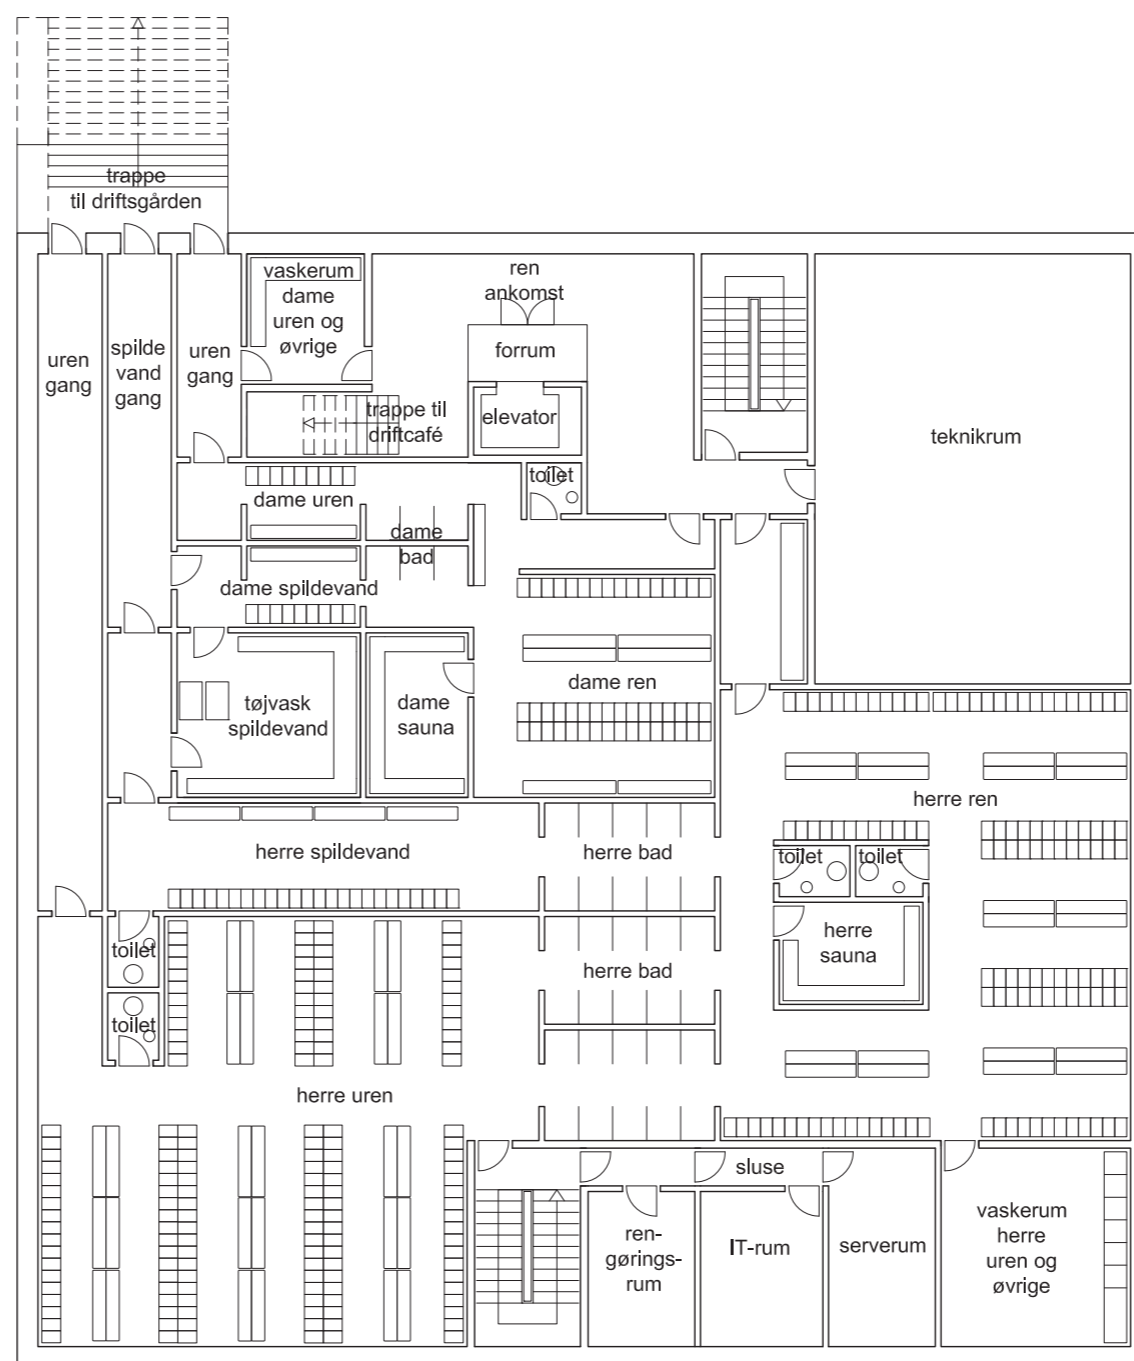 trappe
til driftsgården
vaskerum
dame
uren og
øvrige
ren
ankomst
uren
gang
spilde
vand
gang
uren
gang
forrum
trappe til
driftcafé
elevator
teknikrum
toilet
dame uren
dame
bad
dame spildevand
tøjvask
spildevand
dame
sauna
dame ren
herre ren
herre spildevand
herre bad
toilet
toilet
herre
sauna
toilet
herre bad
toilet
herre uren
sluse
ren-
gørings-
rum
IT-rum
serverum
vaskerum
herre
uren og
øvrige